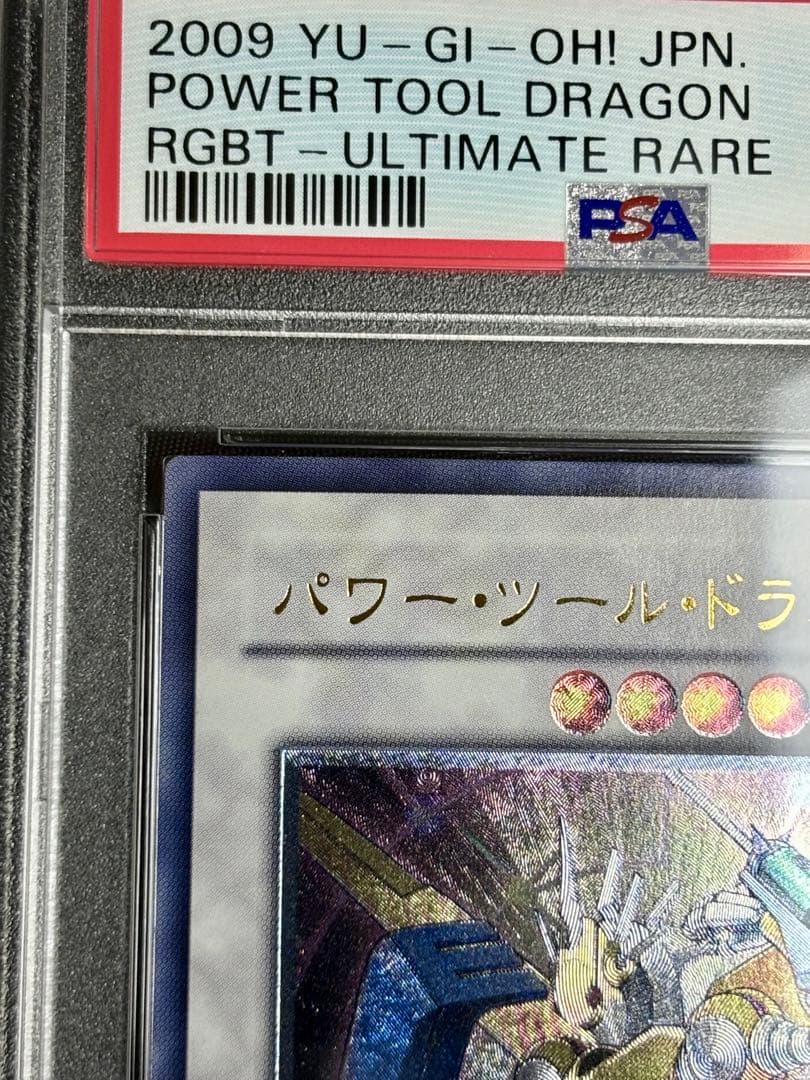 2009 YU-GI-OH! JPN.
POWER TOOL DRAGON
RGBT-ULTIMATE RARE
PSA
パワー・ツール・ドラ